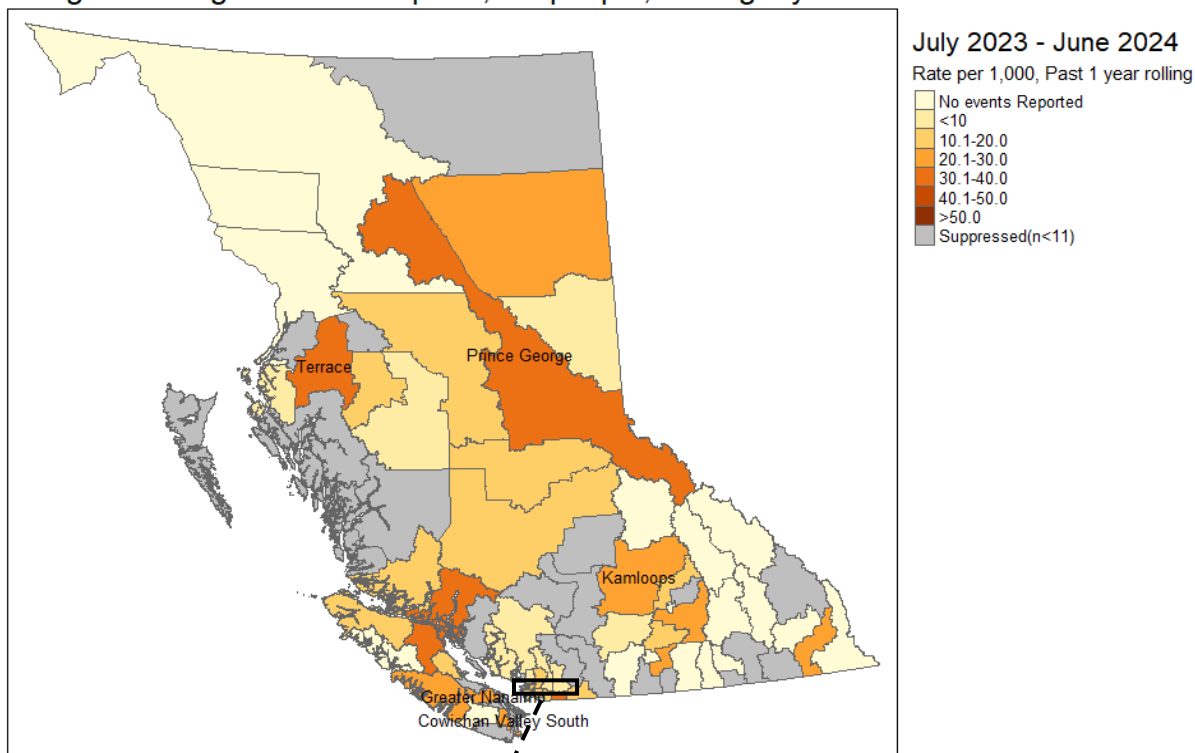 July 2023 - June 2024
Rate per 1,000, Past 1 year rolling
No events Reported
<10
10.1-20.0
20.1-30.0
30.1-40.0
40.1-50.0
>50.0
Suppressed(n<11)
Prince George
Terrace
Kamloops
Greater Nanaimo
Cowichan Valley South